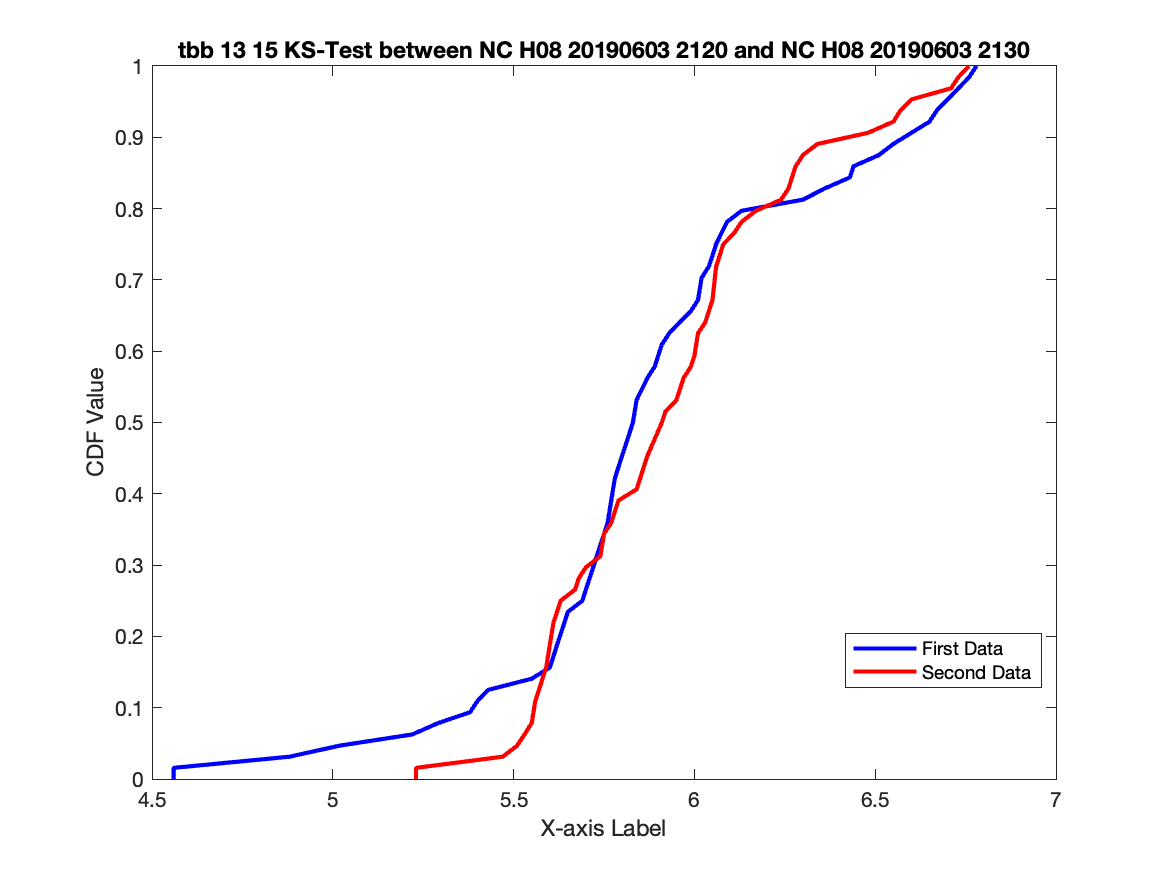 tbb 13 15 KS-Test between NC H08 20190603 2120 and NC H08 20190603 2130
1
0.9
0.8
0.7
0.6
0.5
0.4
0.3
0.2
0.1
0
CDF Value
First Data
Second Data
4.5 5 5.5 6 6.5 7
X-axis Label